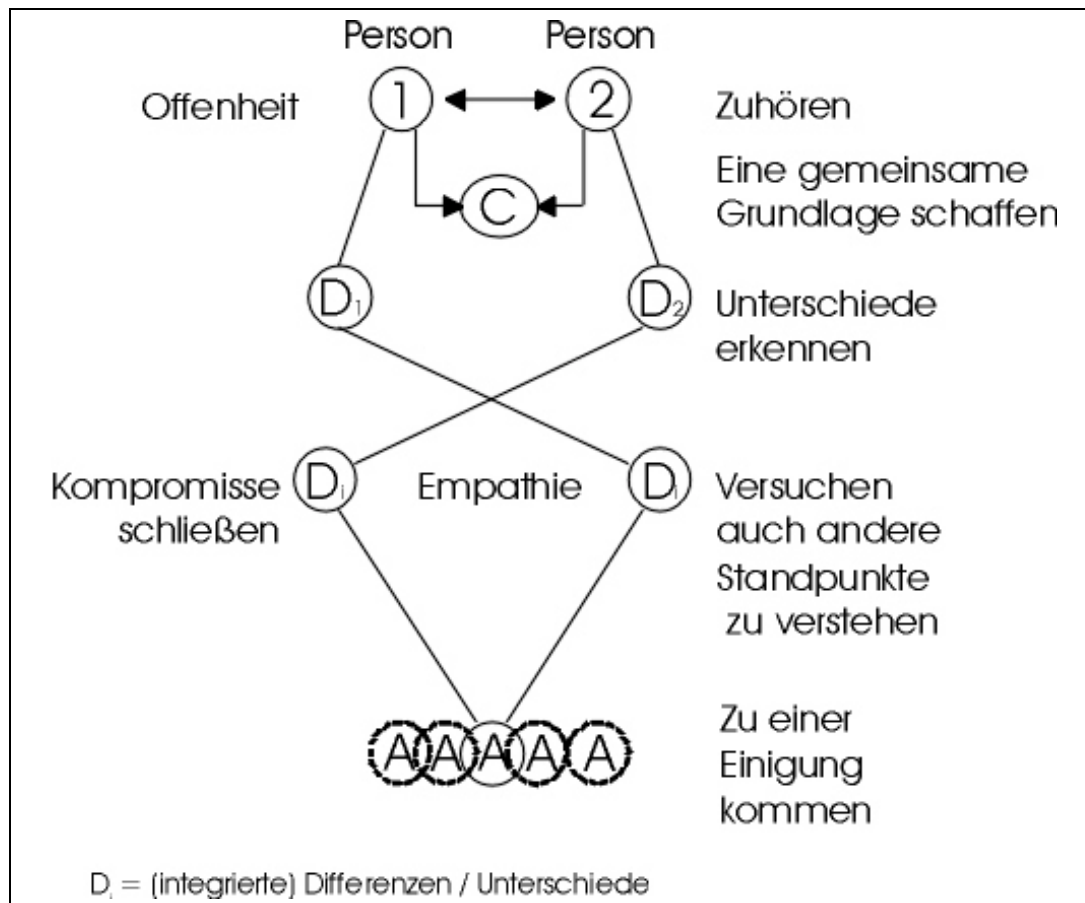 Person Person
Offenheit 1 2 Zuhören
C Eine gemeinsame
Grundlage schaffen
D1 D2 Unterschiede
erkennen
Kompromisse Di Empathie Di Versuchen
schließen auch andere
Standpunkte
zu verstehen
A A A A A Zu einer
Einigung
kommen
Di = (integrierte) Differenzen / Unterschiede